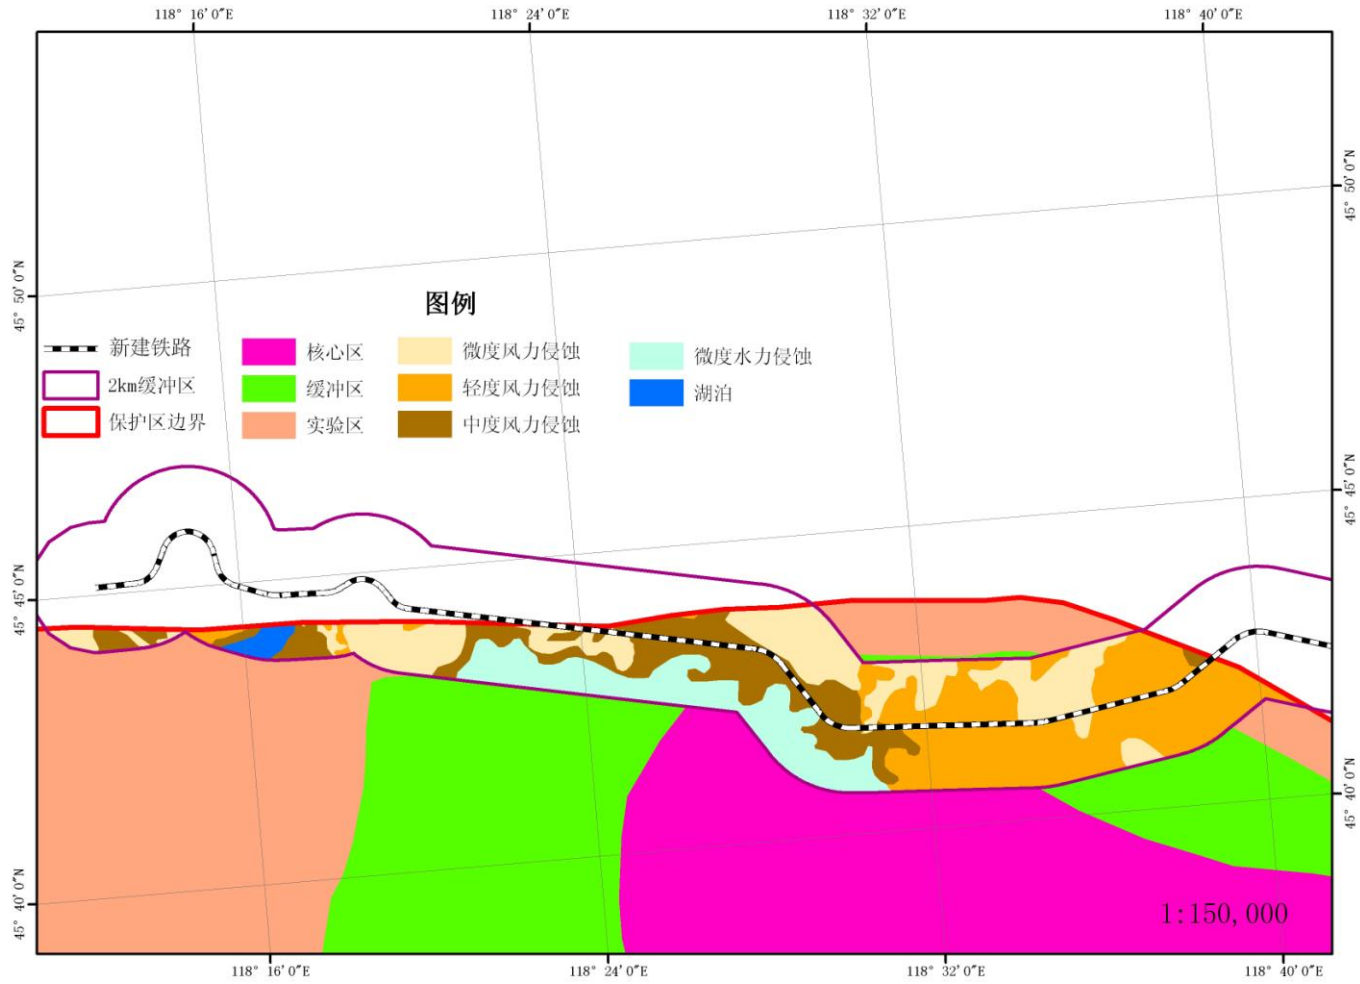 118° 16′ 0″E
118° 24′ 0″E
118° 32′ 0″E
118° 40′ 0″E
45° 50′ 0″N
45° 50′ 0″N
图例
新建铁路
2km缓冲区
保护区边界
核心区
缓冲区
实验区
微度风力侵蚀
轻度风力侵蚀
中度风力侵蚀
微度水力侵蚀
湖泊
45° 45′ 0″N
45° 45′ 0″N
45° 40′ 0″N
45° 40′ 0″N
1:150,000
118° 16′ 0″E
118° 24′ 0″E
118° 32′ 0″E
118° 40′ 0″E